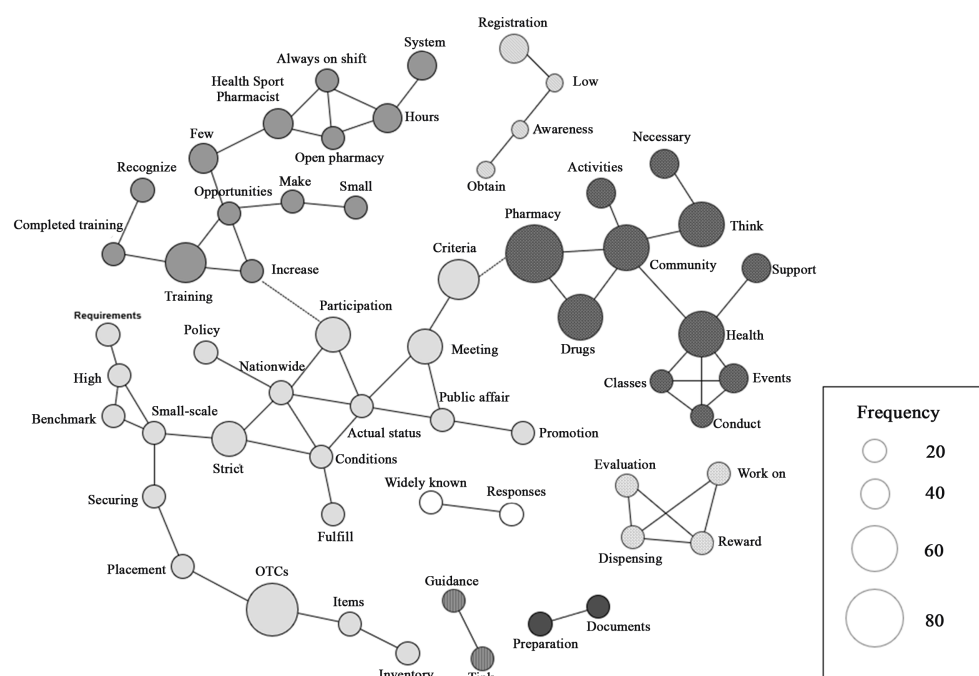 Registration
System
Always on shift
Health Sport
Pharmacist
Low
Hours
Awareness
Few
Open pharmacy
Necessary
Recognize
Activities
Obtain
Make
Small
Opportunities
Pharmacy
Completed training
Think
Criteria
Community
Increase
Support
Training
Participation
Requirements
Policy
Health
Meeting
Drugs
Nationwide
High
Classes
Events
Public affair
Benchmark
Small-scale
Conduct
Actual status
Promotion
Strict
Conditions
Evaluation
Work on
Widely known
Responses
Securing
Fulfill
Reward
Dispensing
Placement
OTCs
Guidance
Items
Documents
Preparation
Inventory
Frequency
20
40
60
80